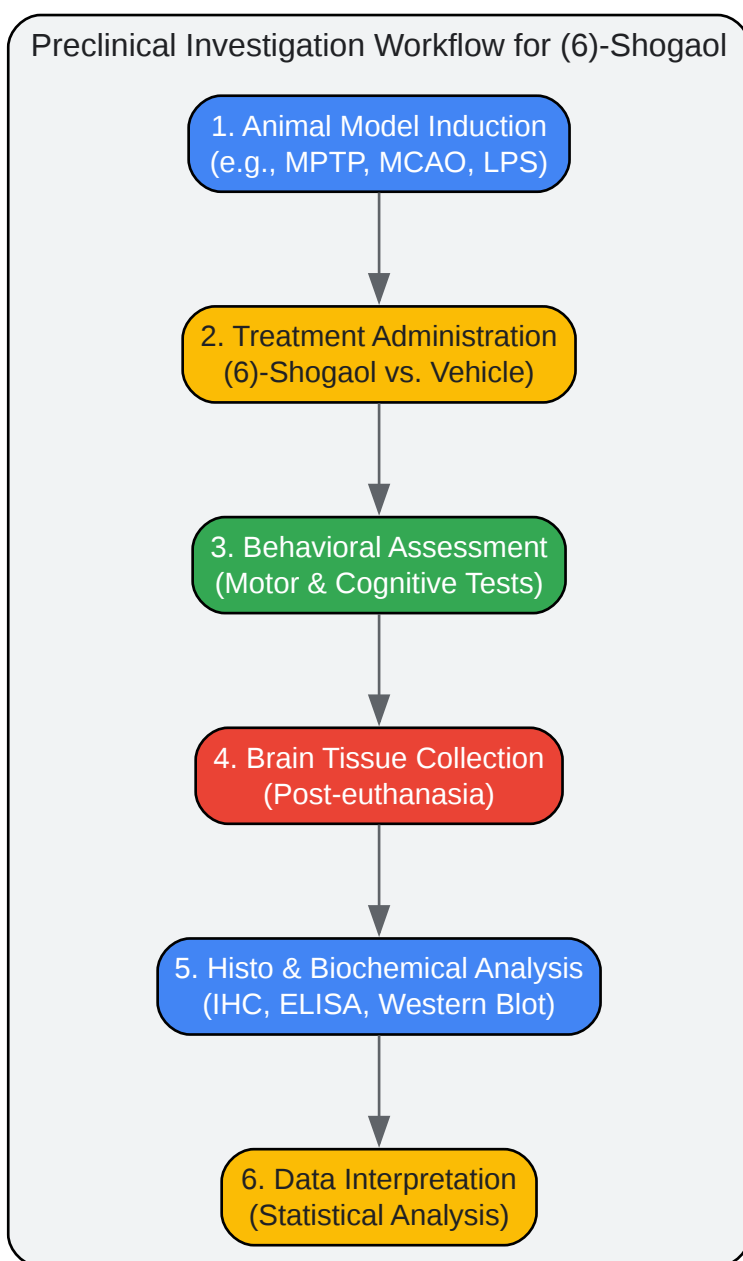 Preclinical Investigation Workflow for (6)-Shogaol
1. Animal Model Induction
(e.g., MPTP, MCAO, LPS)
2. Treatment Administration
(6)-Shogaol vs. Vehicle)
3. Behavioral Assessment
(Motor & Cognitive Tests)
4. Brain Tissue Collection
(Post-euthanasia)
5. Histo & Biochemical Analysis
(IHC, ELISA, Western Blot)
6. Data Interpretation
(Statistical Analysis)